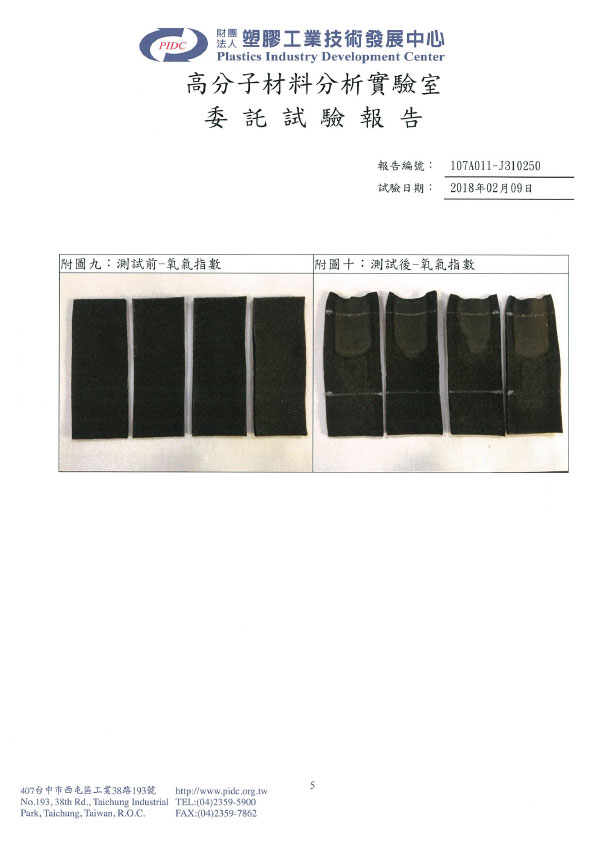 PIDC
財團法人 塑膠工業技術發展中心
Plastics Industry Development Center
高分子材料分析實驗室
委託試驗報告
報告編號： 107A011-J310250
試驗日期： 2018年02月09日
附圖九：測試前-氧氣指數 附圖十：測試後-氧氣指數
5
407台中市西屯區工業38路193號 http://www.pidc.org.tw
No.193, 38th Rd., Taichung Industrial TEL:(04)2359-5900
Park, Taichung, Taiwan, R.O.C. FAX:(04)2359-7862